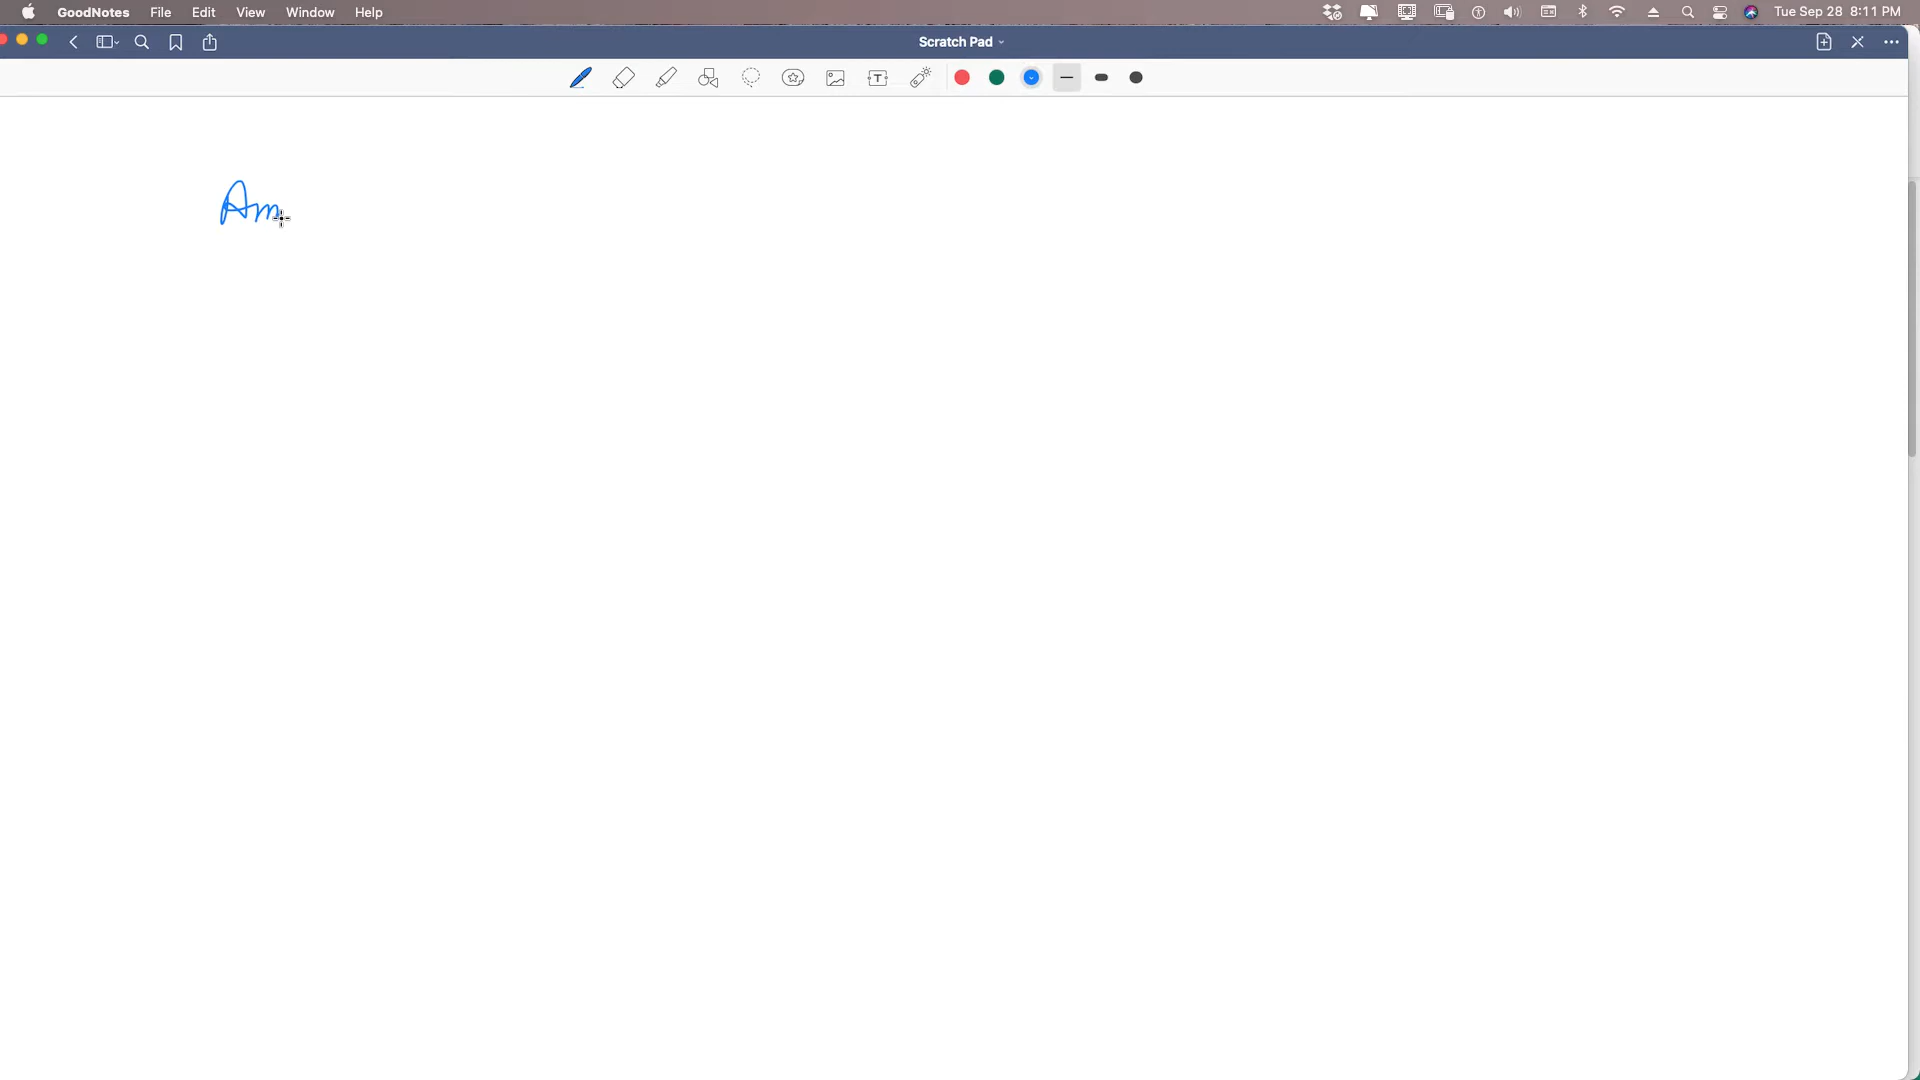 GoodNotes File Edit View Window Help Tue Sep 28 8:11 PM
Scratch Pad
T
Am